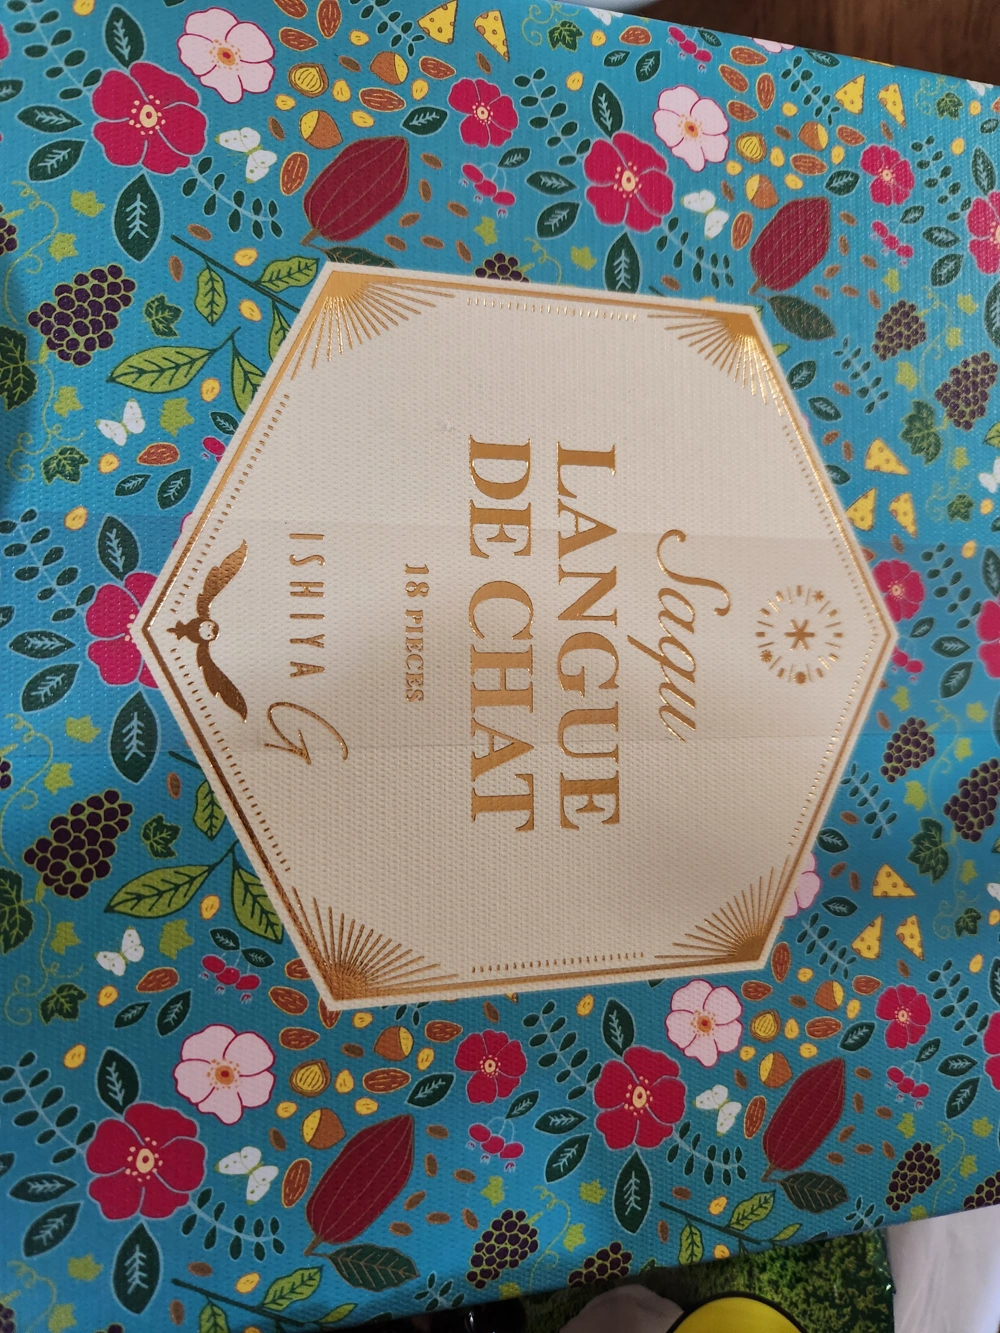 Saqu
LANGUE
DE CHAT
18 PIECES
ISHIYA G